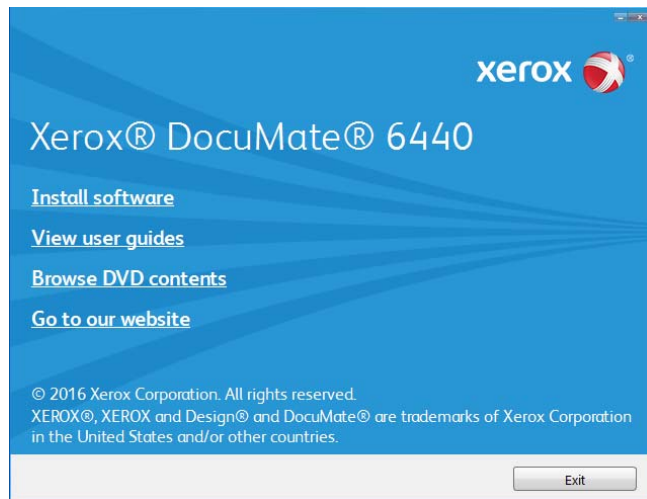 xerox ®
Xerox® DocuMate® 6440
Install software
View user guides
Browse DVD contents
Go to our website
© 2016 Xerox Corporation. All rights reserved.
XEROX®, XEROX and Design® and DocuMate® are trademarks of Xerox Corporation
in the United States and/or other countries.
Exit